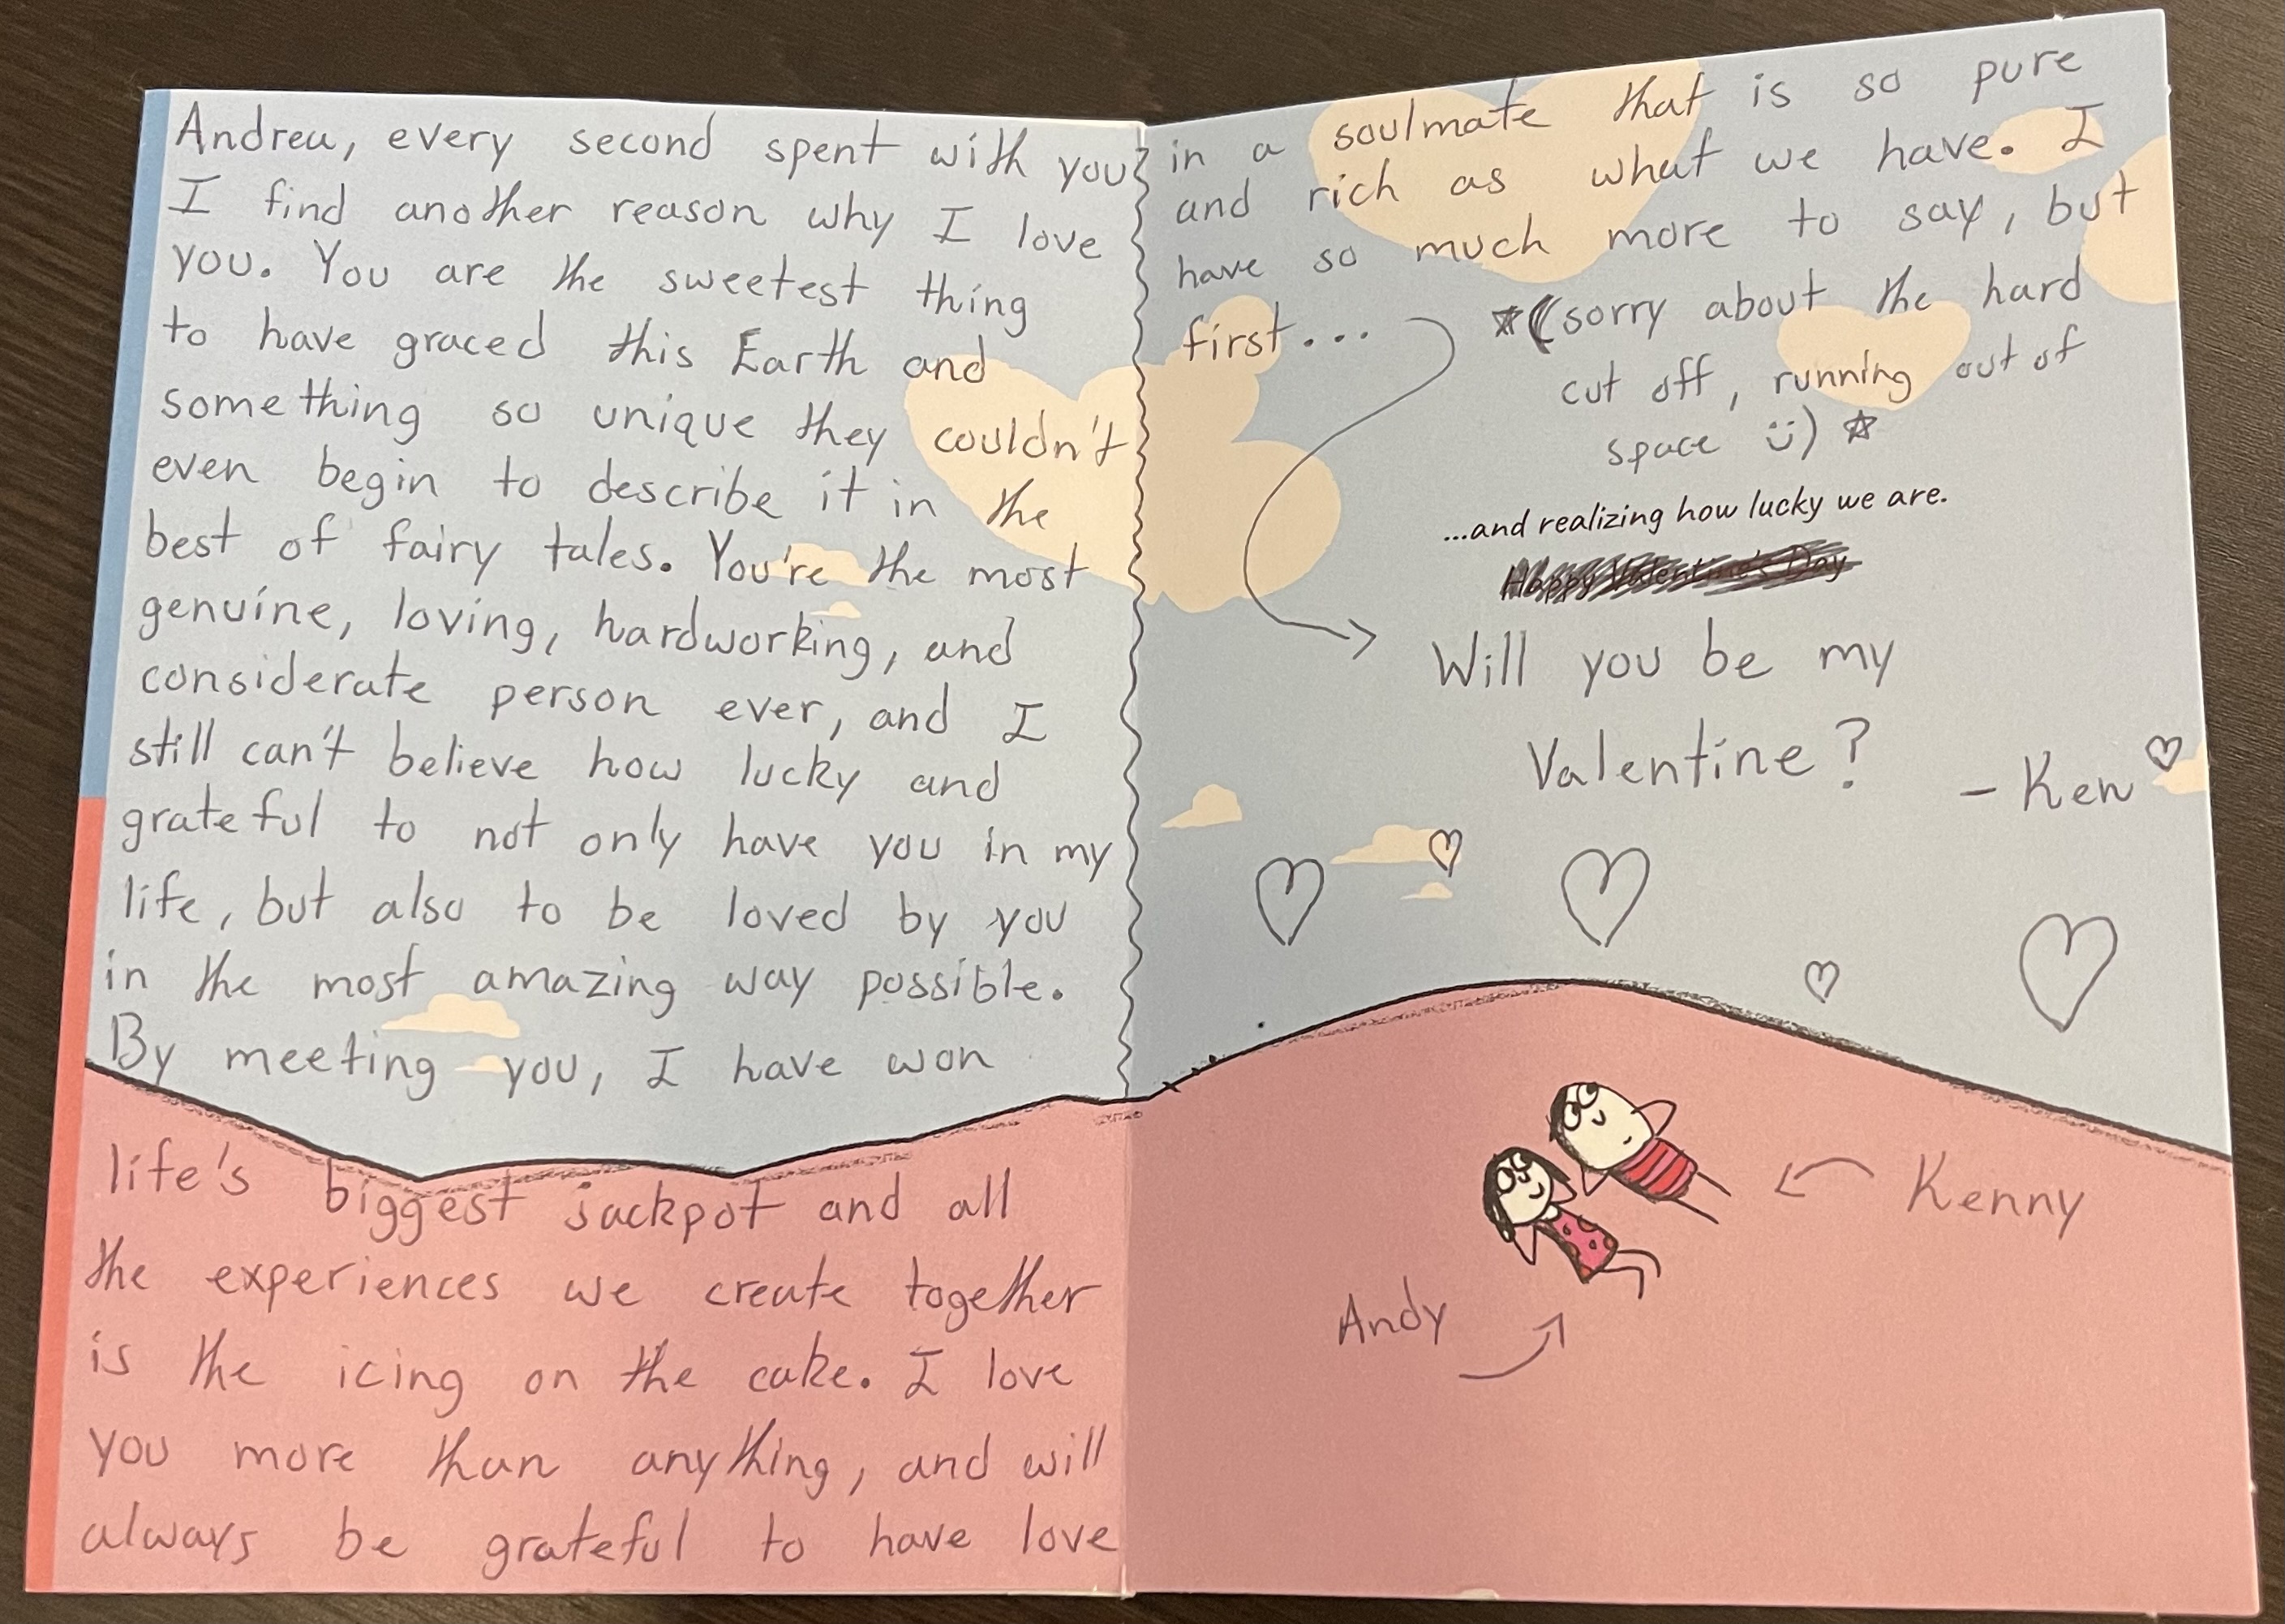 Andrea, every second spent with you
I find another reason why I love
you. You are the sweetest thing
to have graced this Earth and
something so unique they couldn't
even begin to describe it in the
best of fairy tales. You're the most
genuine, loving, hardworking, and
considerate person ever, and I
still can't believe how lucky and
grateful to not only have you in my
life, but also to be loved by you
in the most amazing way possible.
By meeting you, I have won
life's biggest jackpot and all
the experiences we create together
is the icing on the cake. I love
you more than anything, and will
always be grateful to have love
in a soulmate that is so pure
and rich as what we have. I
have so much more to say, but
first...
(sorry about the hard
cut off, running out of
space ü)
...and realizing how lucky we are.
Happy Valentine's Day
Will you be my
Valentine?
- Ken
Kenny
Andy